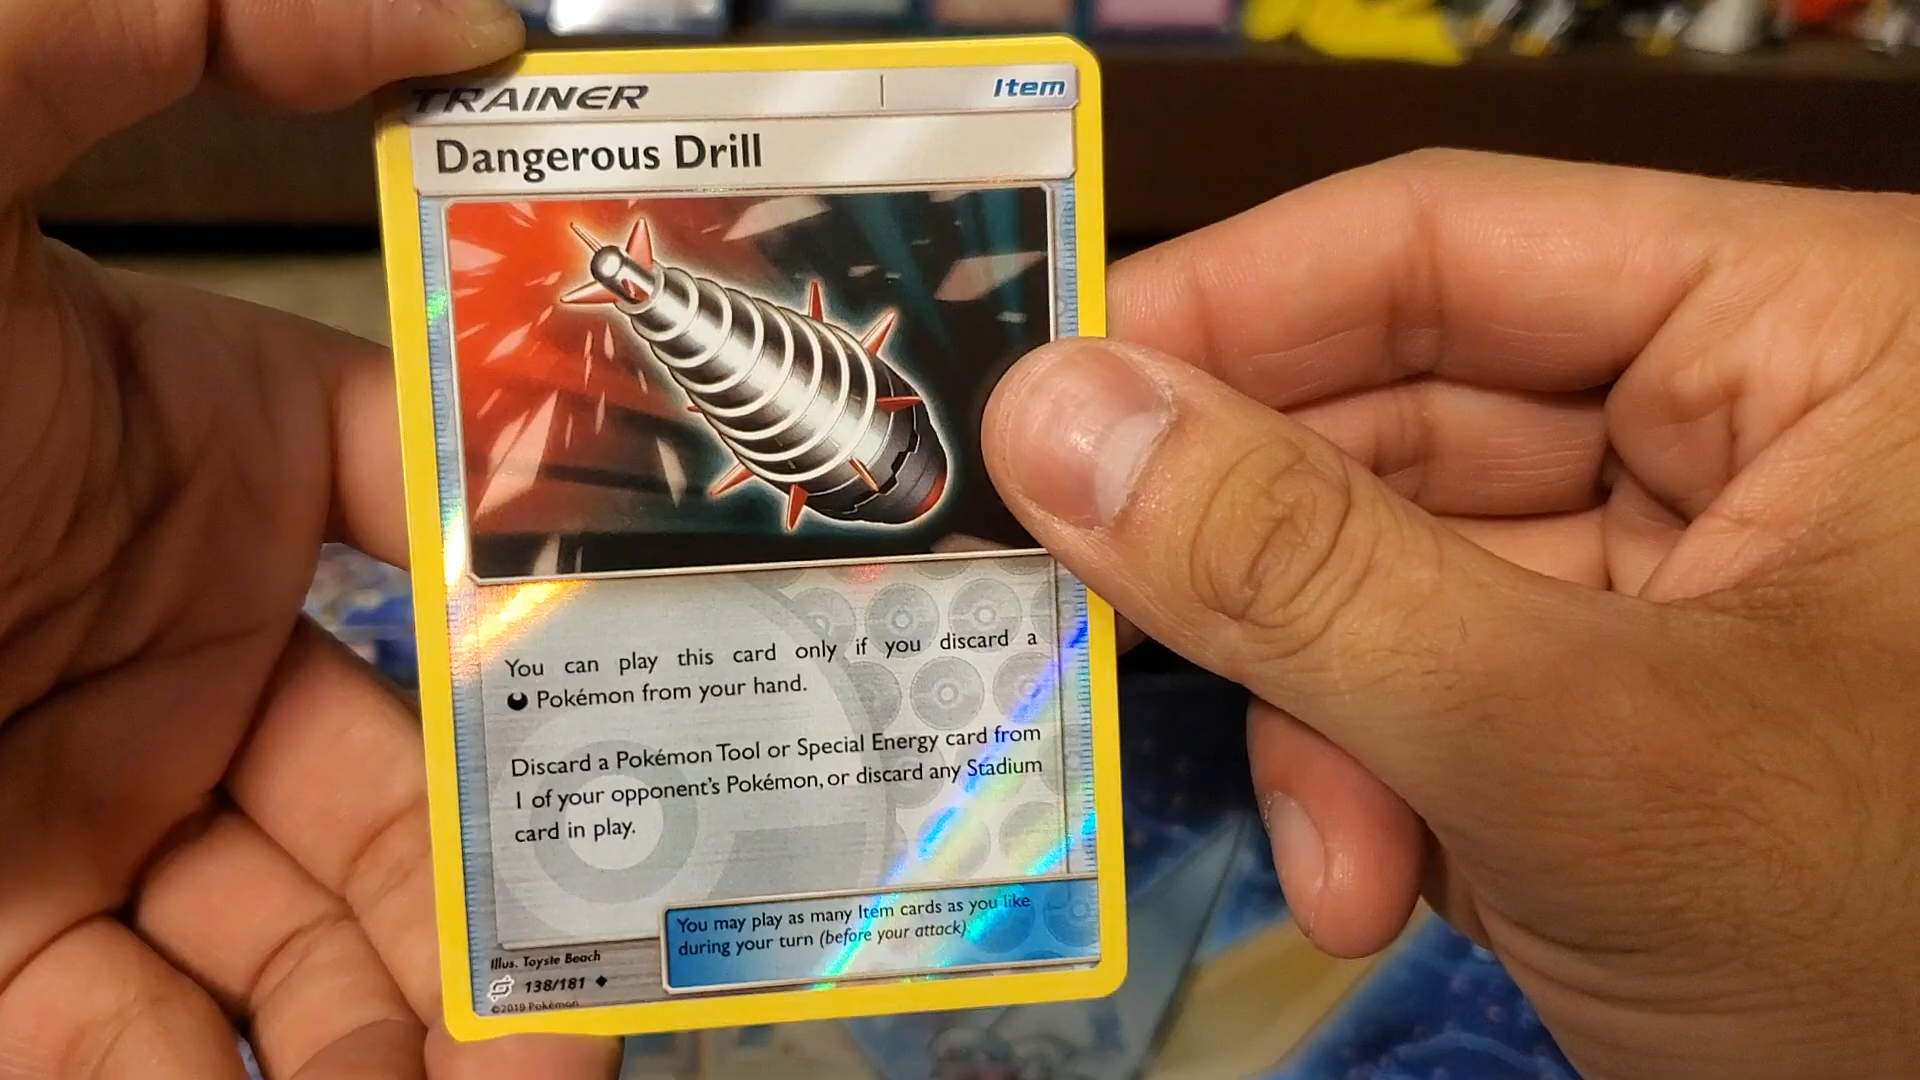 TRAINER
Item
Dangerous Drill
You can play this card only if you discard a
Pokémon from your hand.
Discard a Pokémon Tool or Special Energy card from
1 of your opponent's Pokémon, or discard any Stadium
card in play.
You may play as many Item cards as you like
during your turn (before your attack).
Illus. Toyste Beach
138/181
©2019 Pokémon